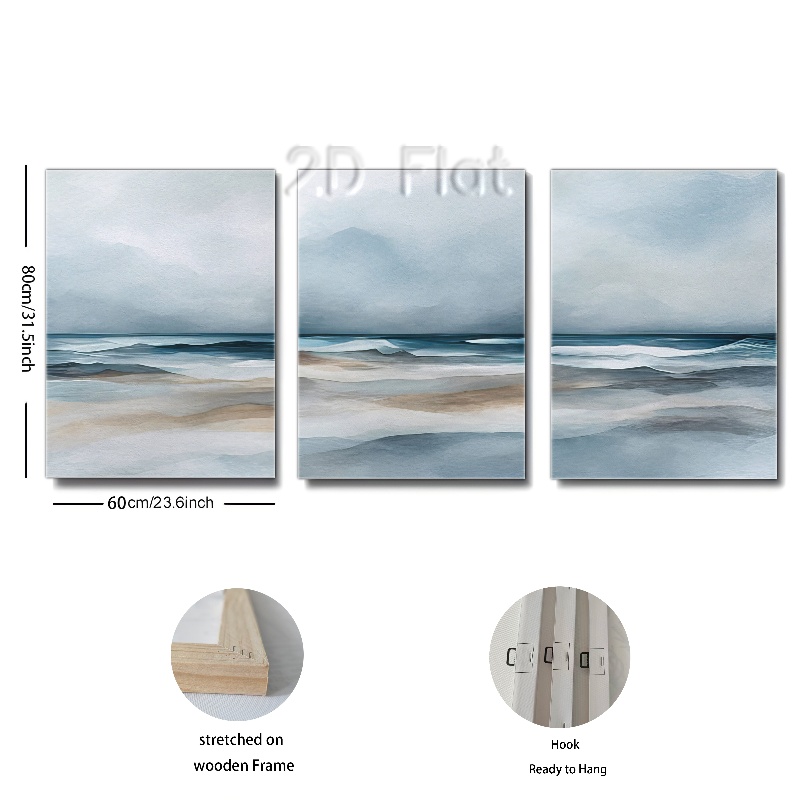 2D Flat
80cm/31.5inch
60cm/23.6inch
stretched on
wooden Frame
Hook
Ready to Hang